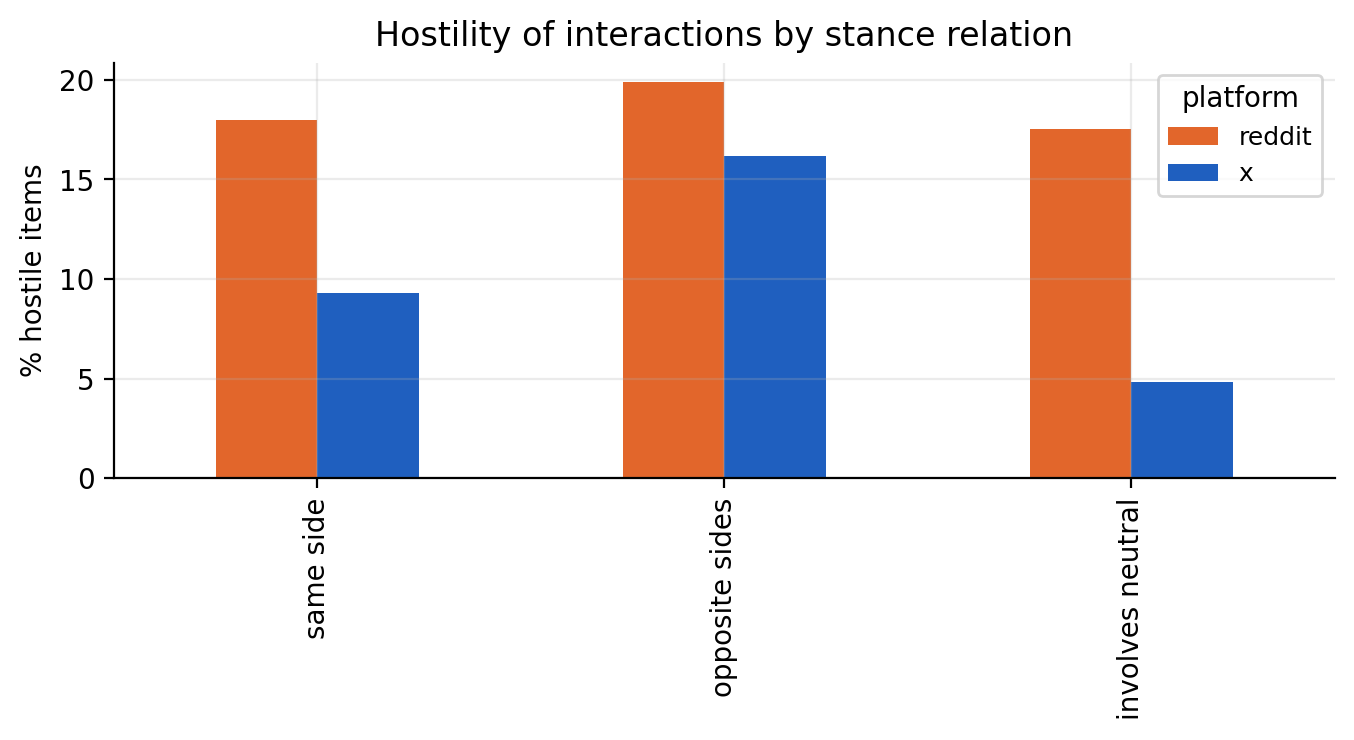 Hostility of interactions by stance relation
% hostile items
20
15
10
5
0
platform
reddit
x
same side
opposite sides
involves neutral